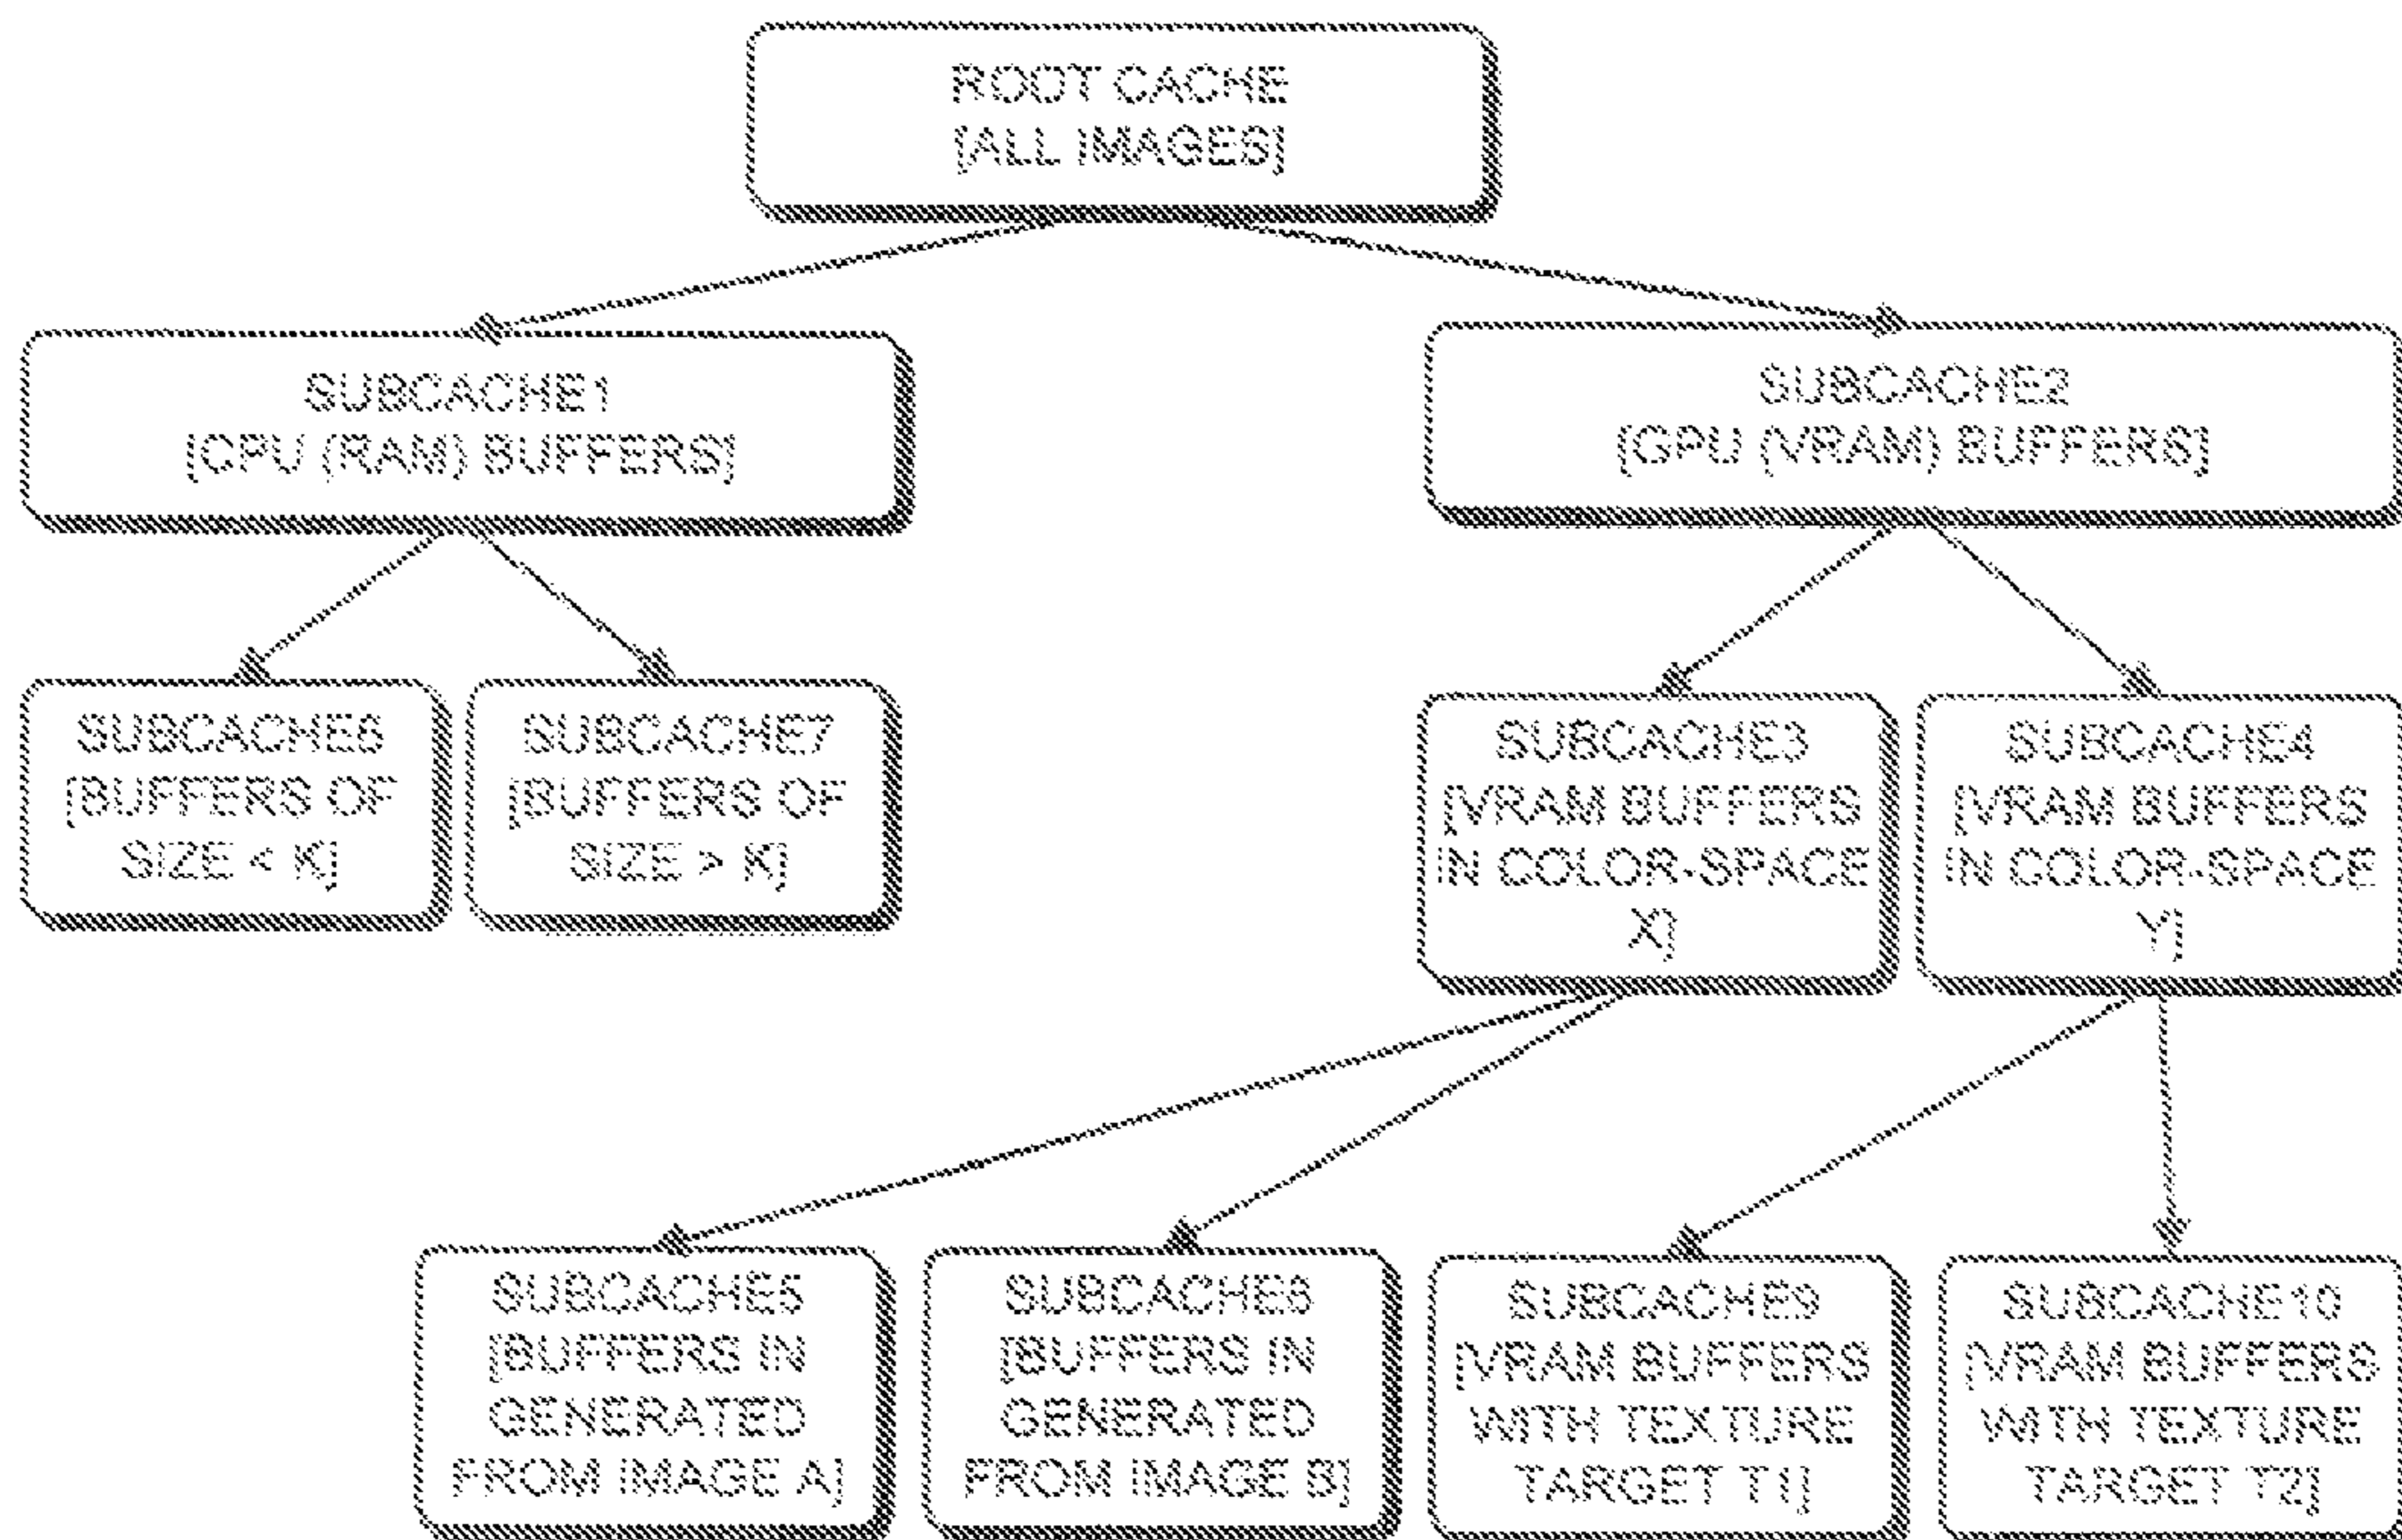 ROOT CACHE
[ALL IMAGES]
SUBCACHE1
[CPU (RAM) BUFFERS]
SUBCACHE2
[GPU (VRAM) BUFFERS]
SUBCACHE6
[BUFFERS OF
SIZE < K]
SUBCACHE7
[BUFFERS OF
SIZE > K]
SUBCACHE3
[VRAM BUFFERS
IN COLOR-SPACE
X]
SUBCACHE4
[VRAM BUFFERS
IN COLOR-SPACE
Y]
SUBCACHE5
[BUFFERS IN
GENERATED
FROM IMAGE A]
SUBCACHE8
[BUFFERS IN
GENERATED
FROM IMAGE B]
SUBCACHE9
[VRAM BUFFERS
WITH TEXTURE
TARGET T1]
SUBCACHE10
[VRAM BUFFERS
WITH TEXTURE
TARGET T2]